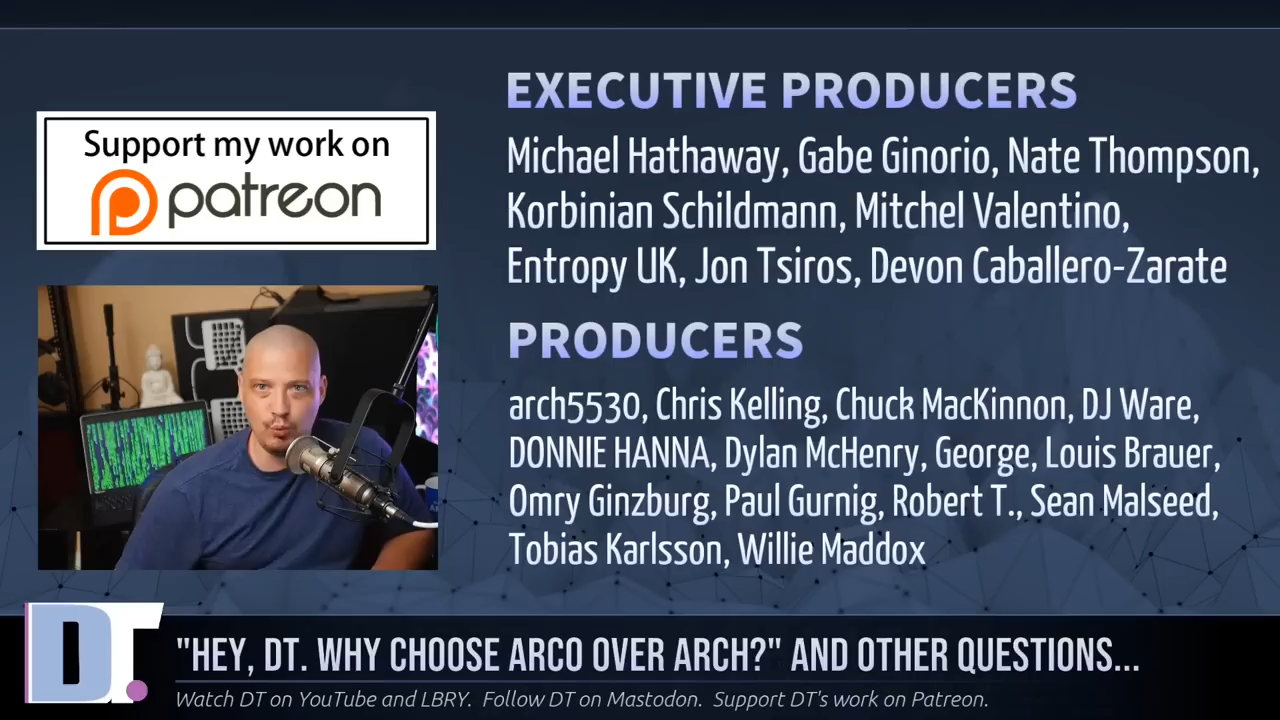 Support my work on
patreon
EXECUTIVE PRODUCERS
Michael Hathaway, Gabe Ginorio, Nate Thompson,
Korbinian Schildmann, Mitchel Valentino,
Entropy UK, Jon Tsiros, Devon Caballero-Zarate
PRODUCERS
arch5530, Chris Kelling, Chuck MacKinnon, DJ Ware,
DONNIE HANNA, Dylan McHenry, George, Louis Brauer,
Omry Ginzburg, Paul Gurnig, Robert T., Sean Malseed,
Tobias Karlsson, Willie Maddox
DT.
"HEY, DT. WHY CHOOSE ARCO OVER ARCH?" AND OTHER QUESTIONS...
Watch DT on YouTube and LBRY. Follow DT on Mastodon. Support DT's work on Patreon.